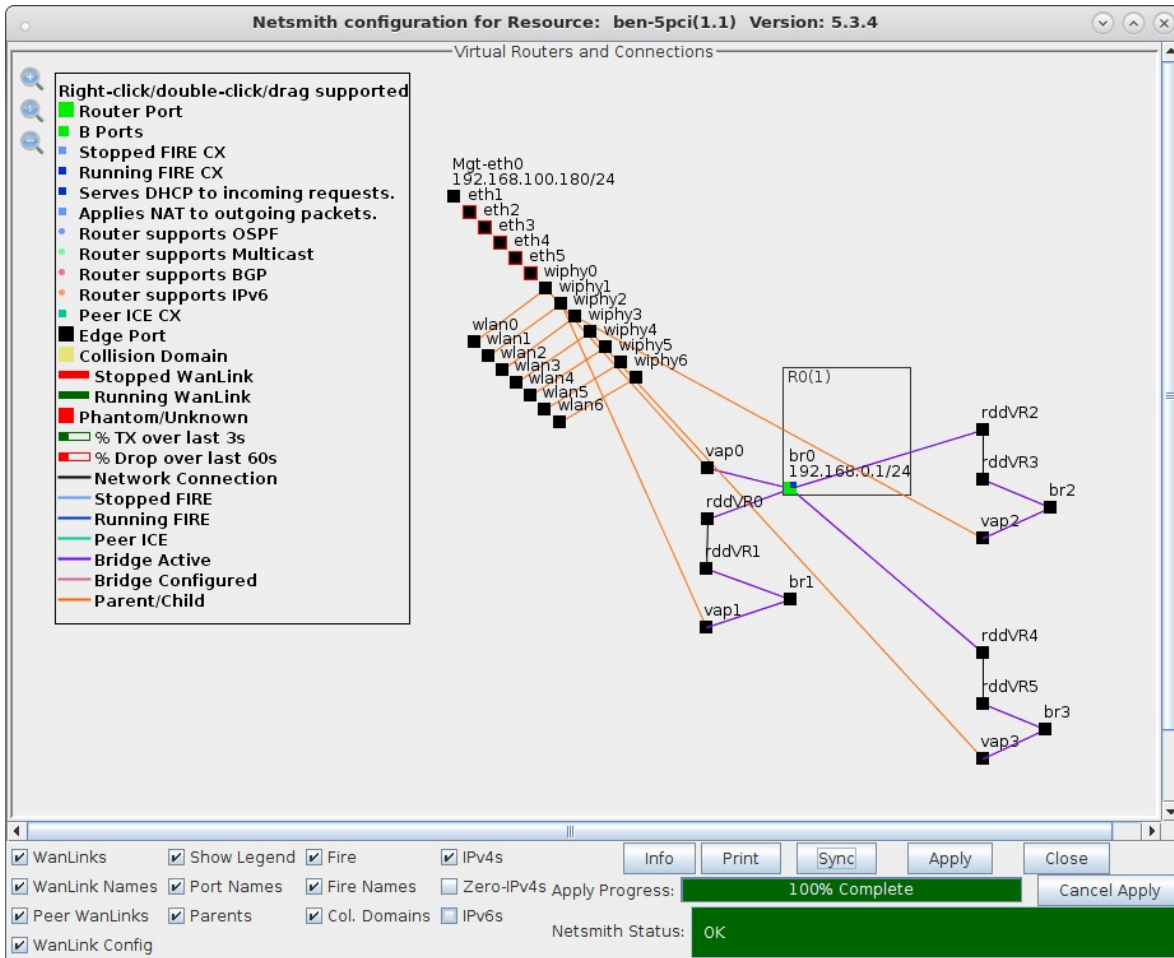 Netsmith configuration for Resource:  ben-5pci(1.1)  Version: 5.3.4
Virtual Routers and Connections
Right-click/double-click/drag supported
Router Port
B Ports
Stopped FIRE CX
Running FIRE CX
Serves DHCP to incoming requests.
Applies NAT to outgoing packets.
Router supports OSPF
Router supports Multicast
Router supports BGP
Router supports IPv6
Peer ICE CX
Edge Port
Collision Domain
Stopped WanLink
Running WanLink
Phantom/Unknown
% TX over last 3s
% Drop over last 60s
Network Connection
Stopped FIRE
Running FIRE
Peer ICE
Bridge Active
Bridge Configured
Parent/Child
Mgt-eth0
192.168.100.180/24
eth1
eth2
eth3
eth4
eth5
wiphy0
wiphy1
wiphy2
wiphy3
wiphy4
wiphy5
wiphy6
wlan0
wlan1
wlan2
wlan3
wlan4
wlan5
wlan6
R0(1)
vap0
br0
192.168.0.1/24
rddVR0
rddVR1
br1
vap1
rddVR2
rddVR3
br2
vap2
rddVR4
rddVR5
br3
vap3
WanLinks Show Legend Fire IPv4s Info Print Sync Apply Close
WanLink Names Port Names Fire Names Zero-IPv4s Apply Progress: 100% Complete Cancel Apply
Peer WanLinks Parents Col. Domains IPv6s Netsmith Status: OK
WanLink Config